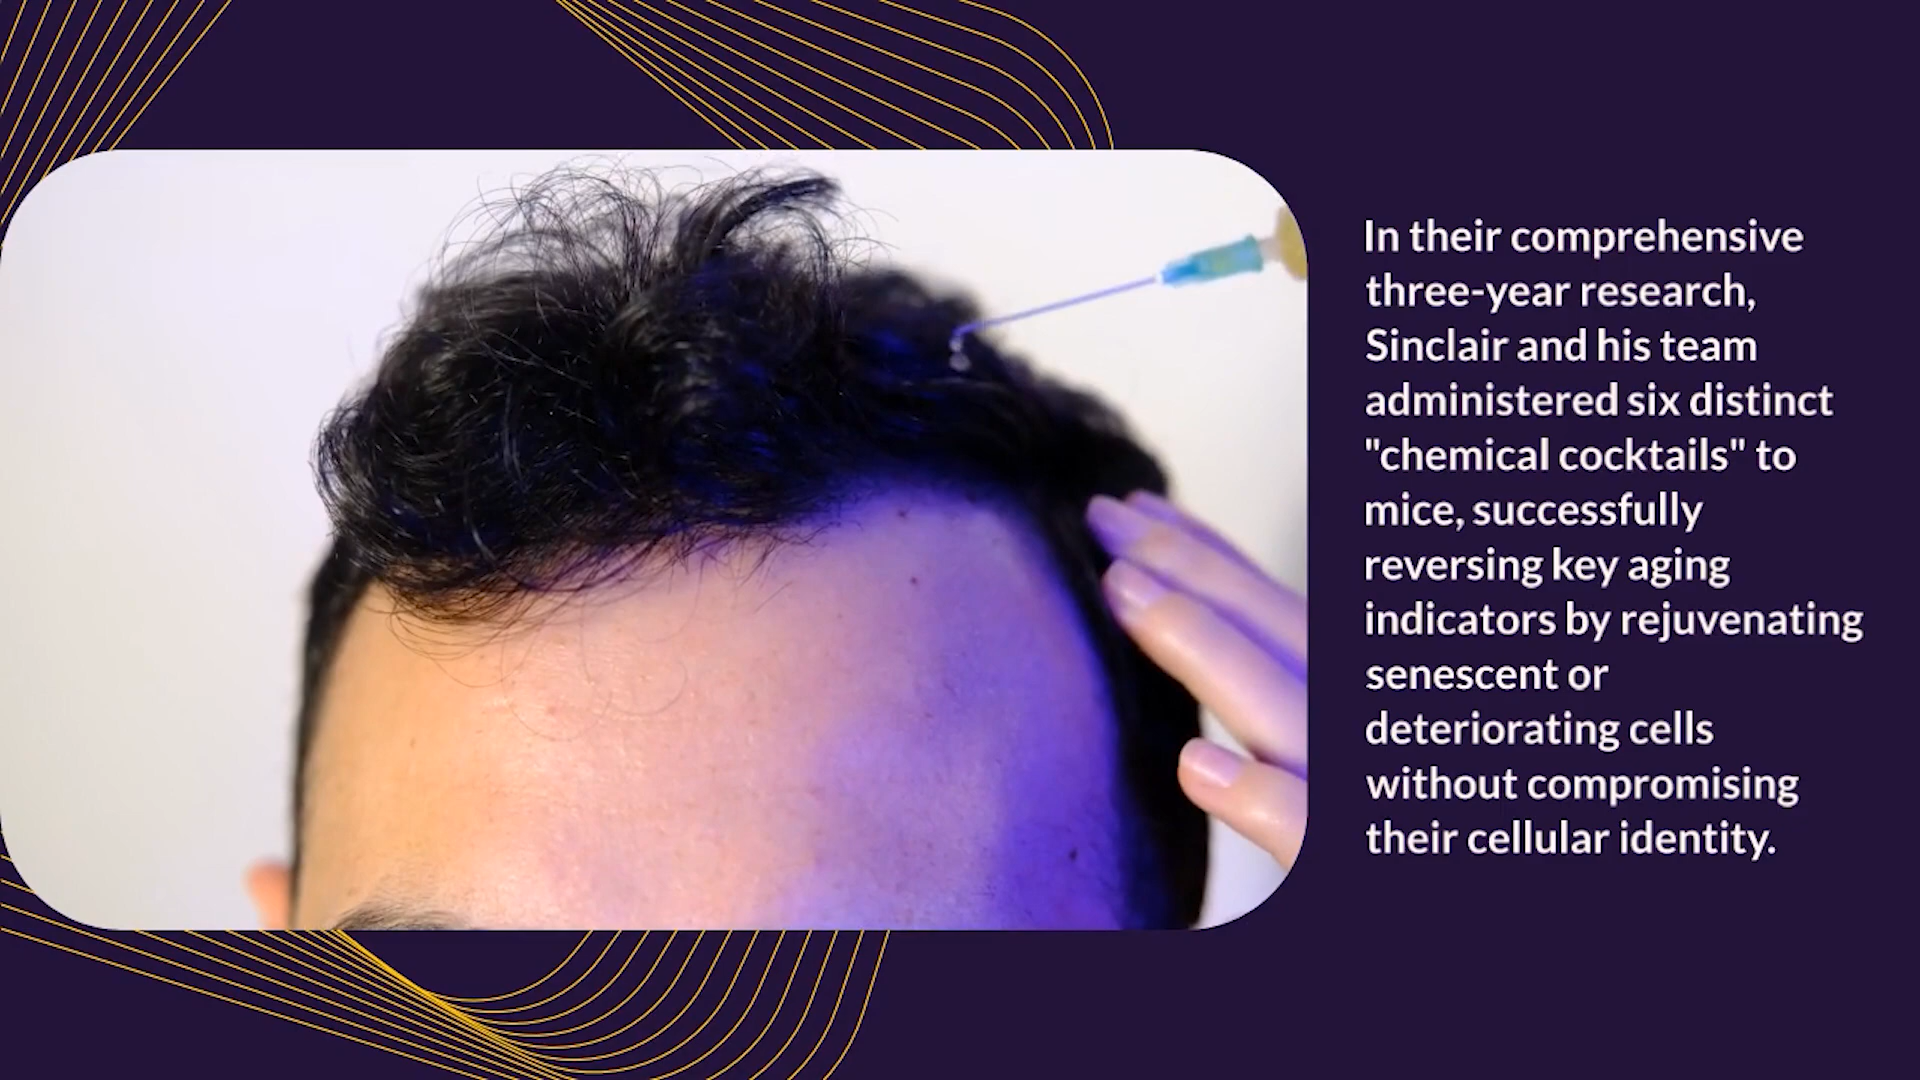 In their comprehensive
three-year research,
Sinclair and his team
administered six distinct
"chemical cocktails" to
mice, successfully
reversing key aging
indicators by rejuvenating
senescent or
deteriorating cells
without compromising
their cellular identity.